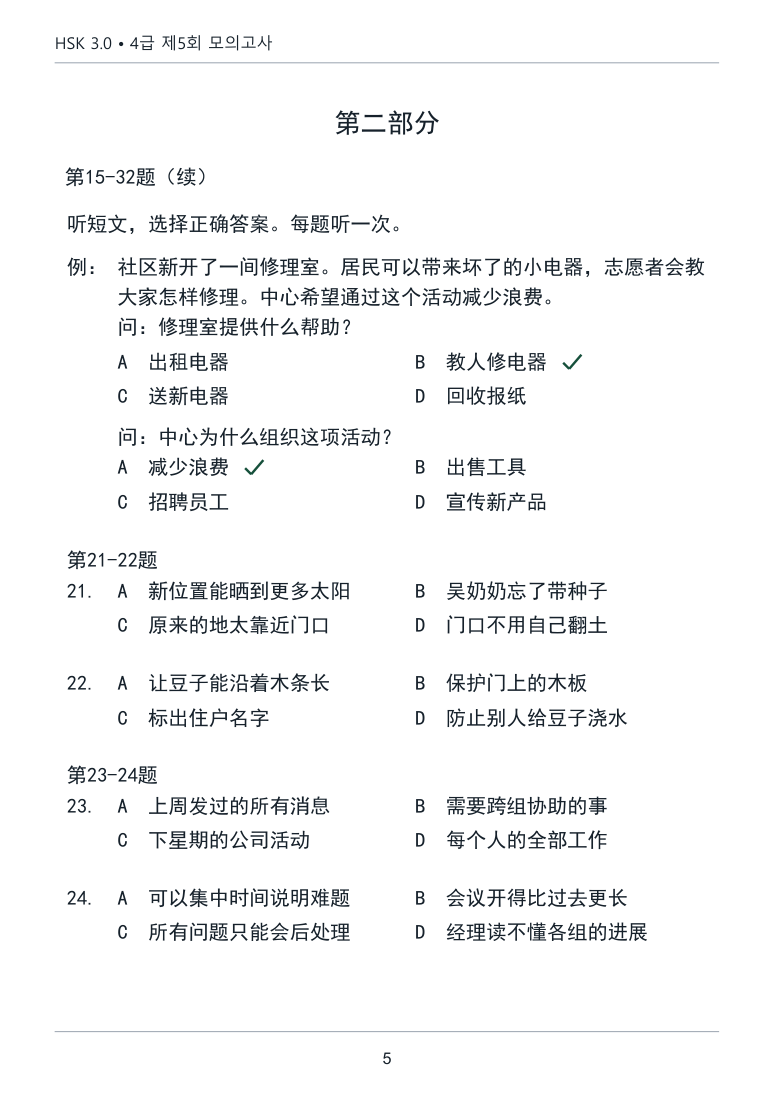 HSK 3.0 • 4급 제5회 모의고사
第二部分
第15-32题（续）
听短文，选择正确答案。每题听一次。
例： 社区新开了一间修理室。居民可以带来坏了的小电器，志愿者会教
大家怎样修理。中心希望通过这个活动减少浪费。
问：修理室提供什么帮助？
A 出租电器 B 教人修电器 ✓
C 送新电器 D 回收报纸
问：中心为什么组织这项活动？
A 减少浪费 ✓ B 出售工具
C 招聘员工 D 宣传新产品
第21-22题
21. A 新位置能晒到更多太阳 B 吴奶奶忘了带种子
C 原来的地太靠近门口 D 门口不用自己翻土
22. A 让豆子能沿着木条长 B 保护门上的木板
C 标出住户名字 D 防止别人给豆子浇水
第23-24题
23. A 上周发过的所有消息 B 需要跨组协助的事
C 下星期的公司活动 D 每个人的全部工作
24. A 可以集中时间说明难题 B 会议开得比过去更长
C 所有问题只能会后处理 D 经理读不懂各组的进展
5